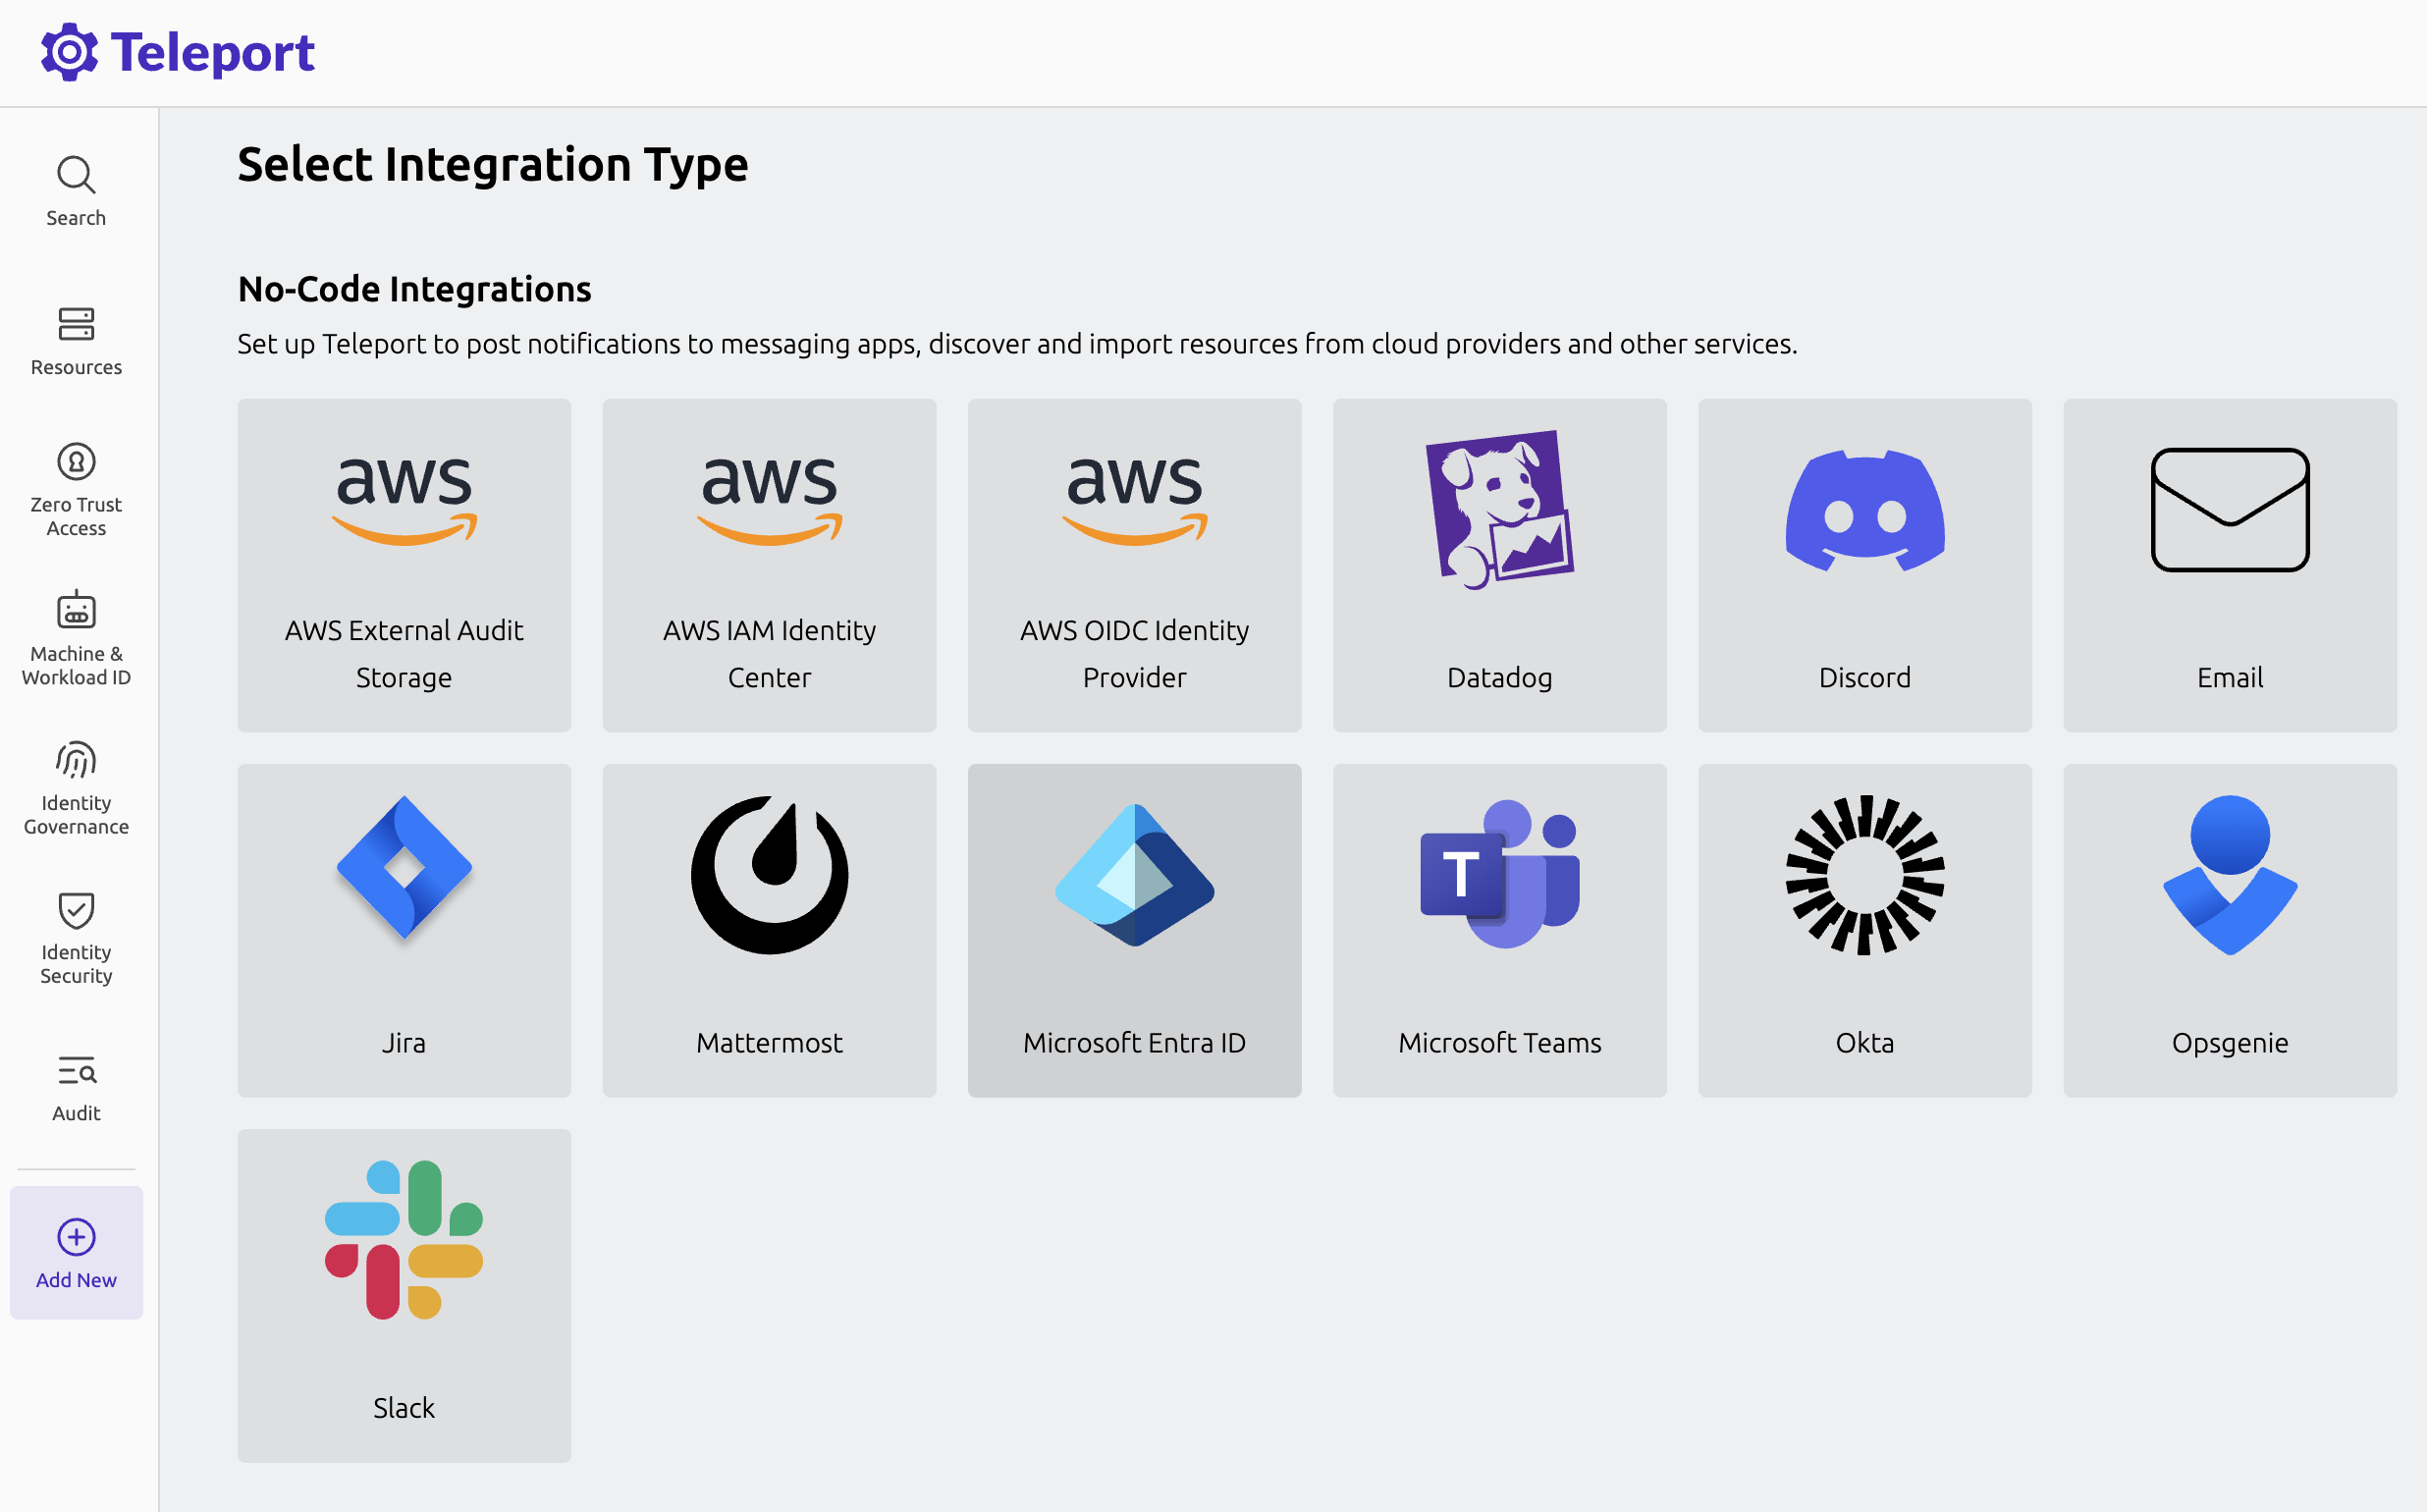 Teleport
Search
Resources
Zero Trust
Access
Machine &
Workload ID
Identity
Governance
Identity
Security
Audit
Add New
Select Integration Type
No-Code Integrations
Set up Teleport to post notifications to messaging apps, discover and import resources from cloud providers and other services.
aws
AWS External Audit
Storage
aws
AWS IAM Identity
Center
aws
AWS OIDC Identity
Provider
Datadog
Discord
Email
Jira
Mattermost
Microsoft Entra ID
T
Microsoft Teams
Okta
Opsgenie
Slack